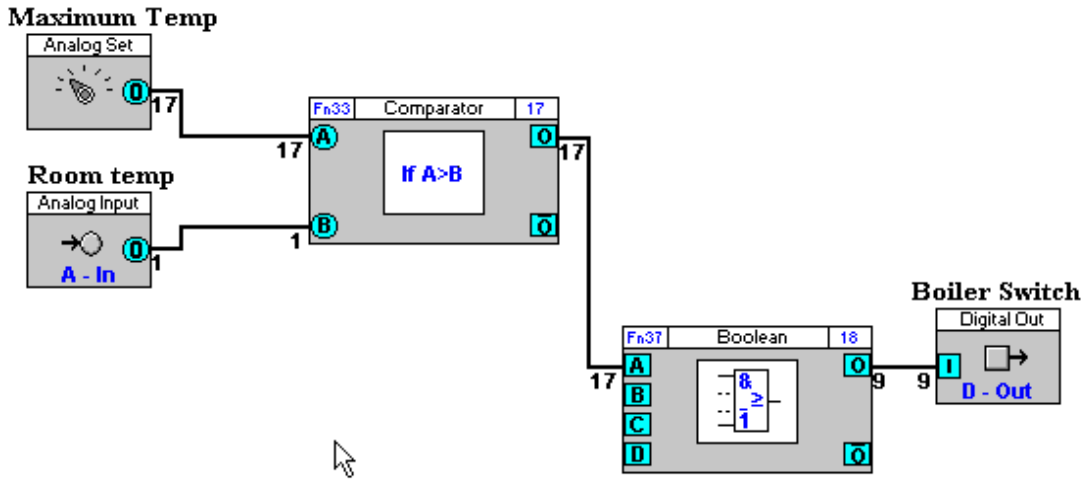 Maximum Temp
Analog Set
O
17
17
Fn33 Comparator 17
A
If A>B
O
17
B
O
1
Room temp
Analog Input
O
A - In
1
Boiler Switch
Digital Out
I
D - Out
9
Fn37 Boolean 18
A
17
B
C
D
&
≥
1
O
9
O